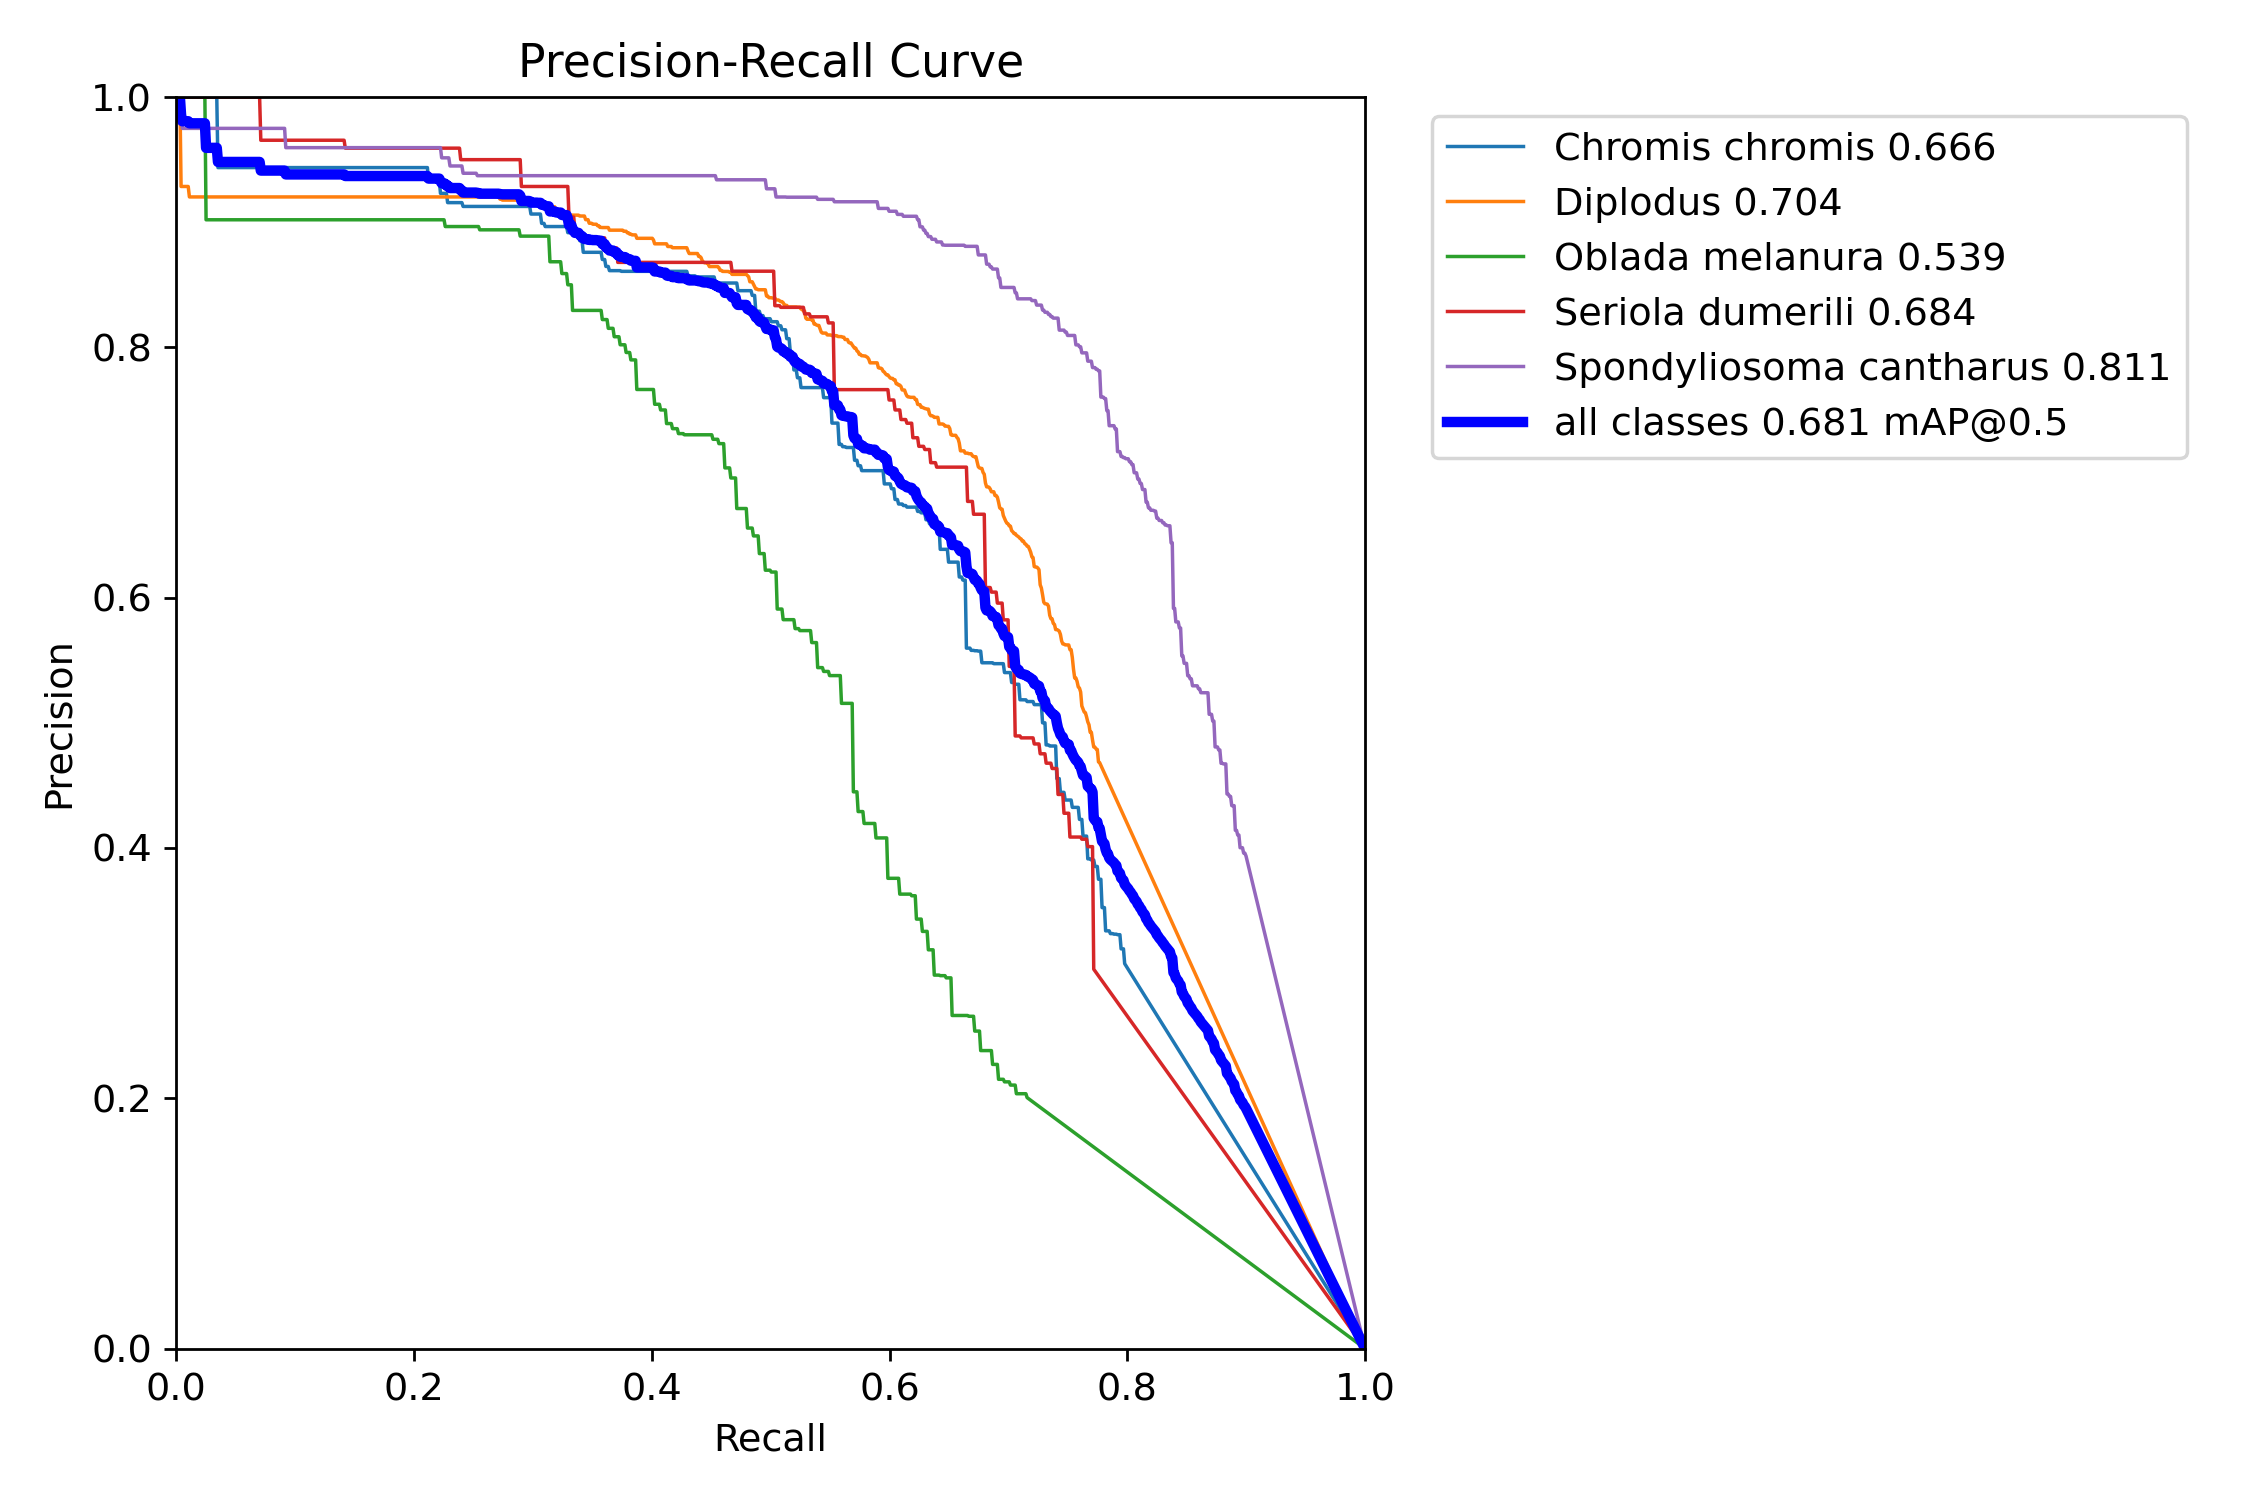 Precision-Recall Curve
1.0
0.8
0.6
0.4
0.2
0.0
Precision
0.0 0.2 0.4 0.6 0.8 1.0
Recall
Chromis chromis 0.666
Diplodus 0.704
Oblada melanura 0.539
Seriola dumerili 0.684
Spondyliosoma cantharus 0.811
all classes 0.681 mAP@0.5